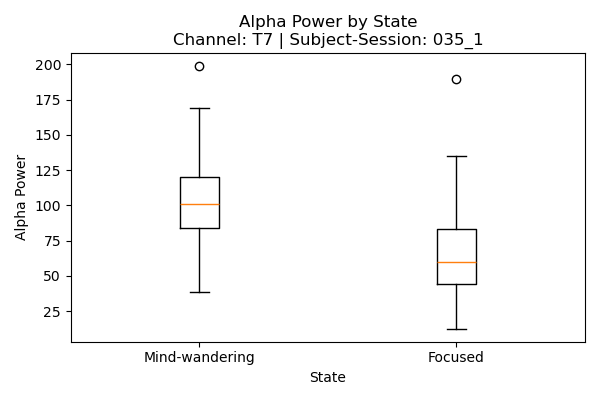 Alpha Power by State
Channel: T7 | Subject-Session: 035_1
200
175
150
125
100
75
50
25
Alpha Power
Mind-wandering
Focused
State